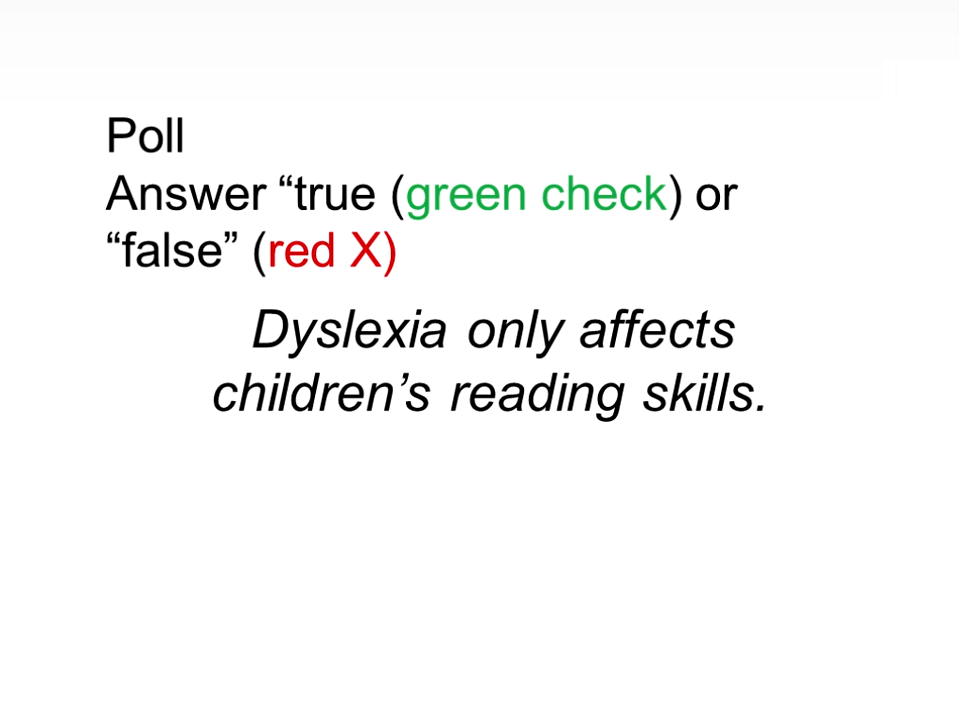 Poll
Answer “true (green check) or
“false” (red X)
Dyslexia only affects
children’s reading skills.